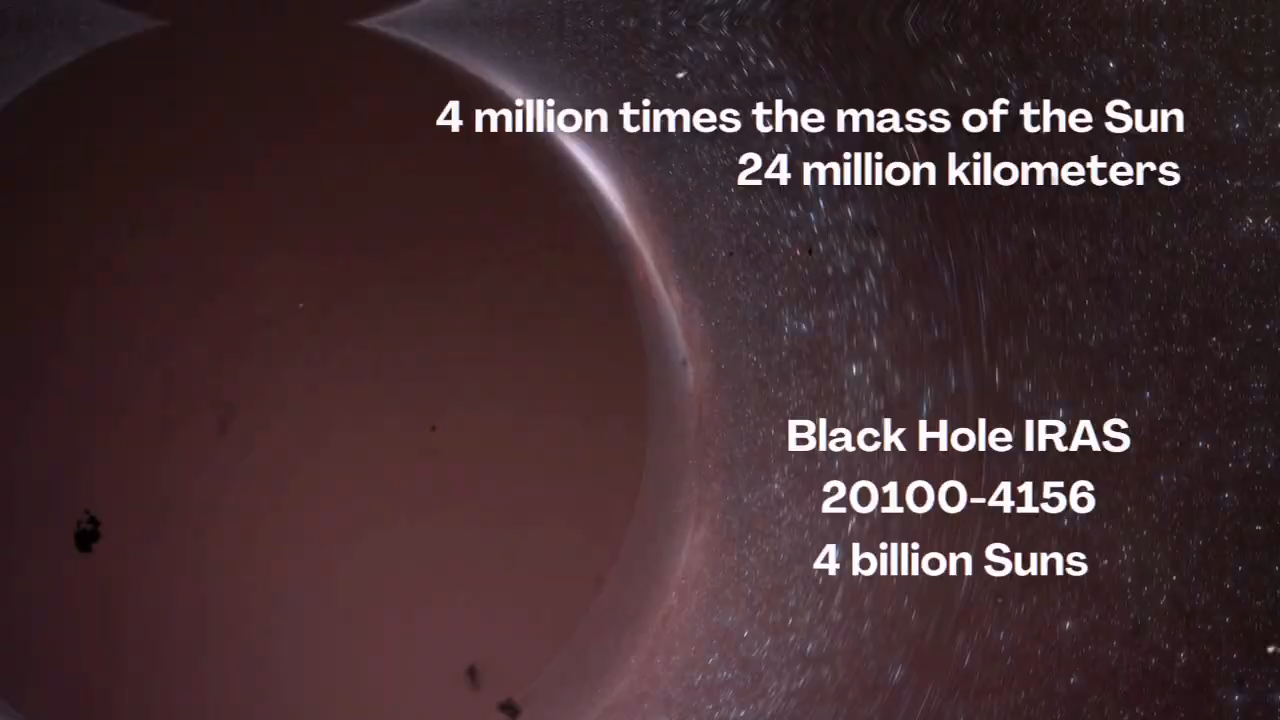 4 million times the mass of the Sun
24 million kilometers
Black Hole IRAS
20100-4156
4 billion Suns